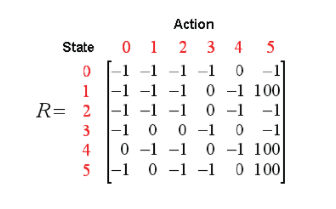 Action
State 0 1 2 3 4 5
0 -1 -1 -1 -1 0 -1
1 -1 -1 -1 0 -1 100
R= 2 -1 -1 -1 0 -1 -1
3 -1 0 0 -1 0 -1
4 0 -1 -1 0 -1 100
5 -1 0 -1 -1 0 100